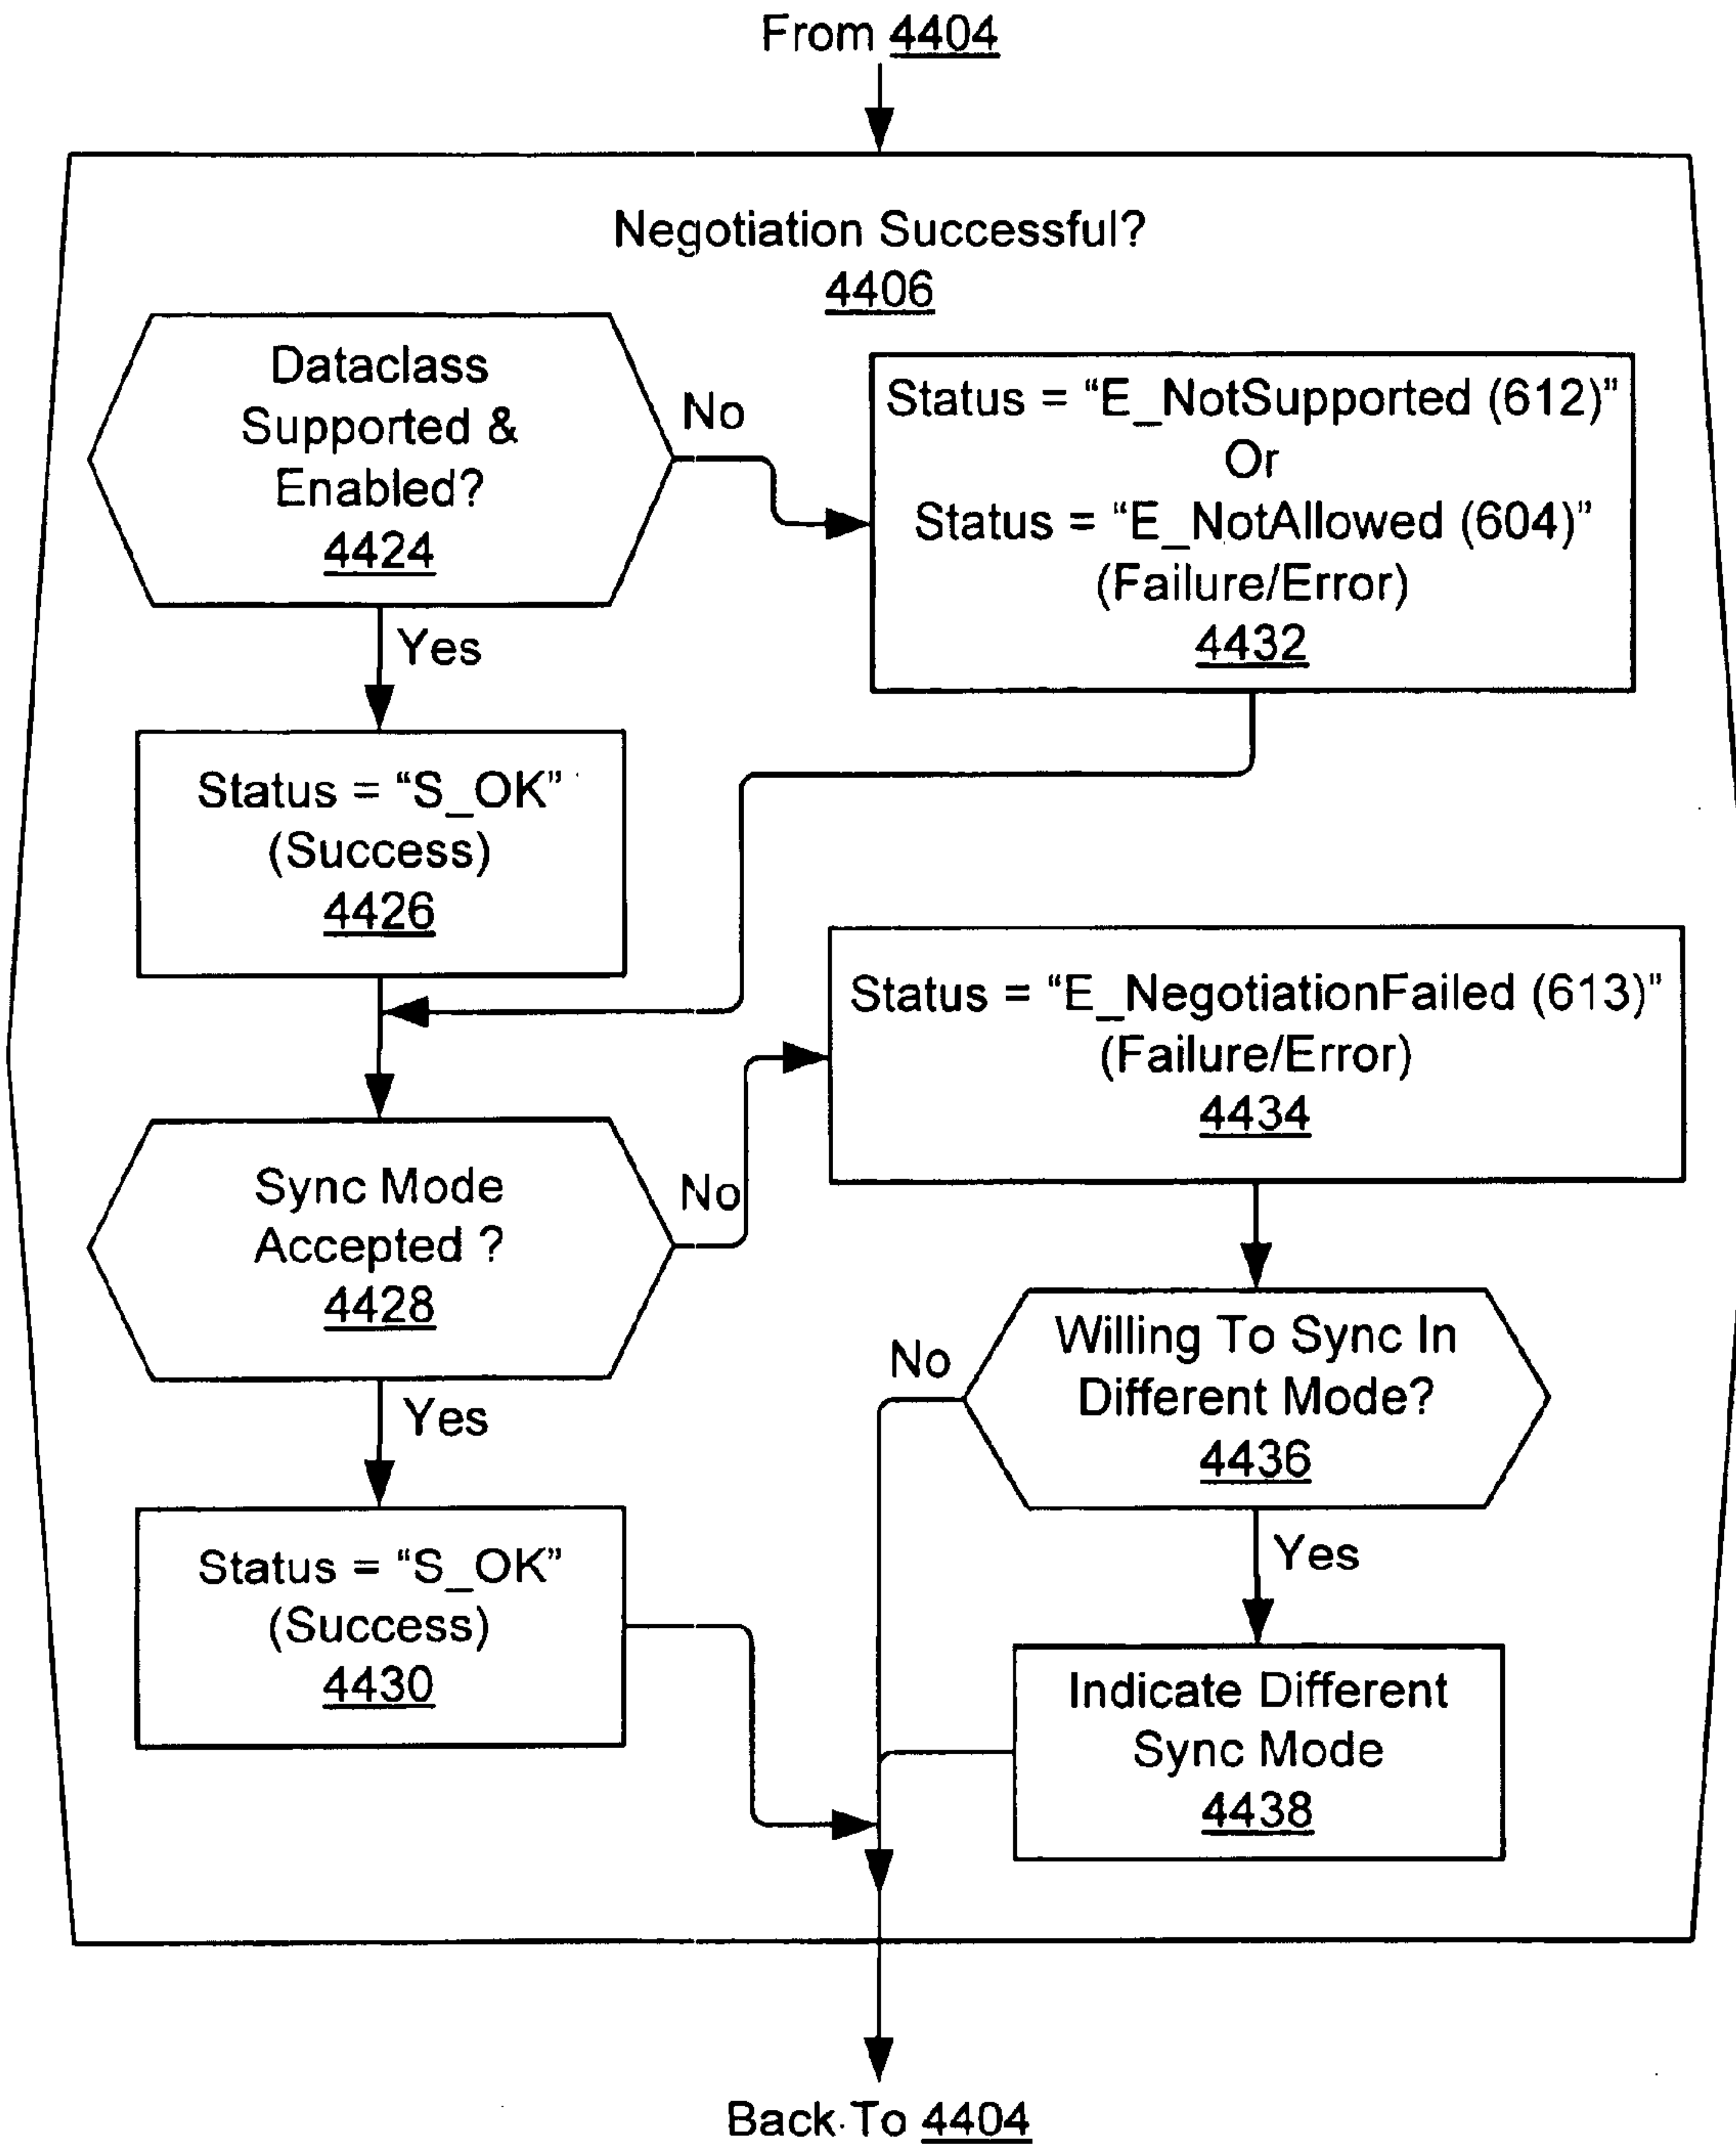 From 4404
Negotiation Successful?
4406
Dataclass
Supported &
Enabled?
4424
No
Status = “E_NotSupported (612)”
Or
Status = “E_NotAllowed (604)”
(Failure/Error)
4432
Yes
Status = “S_OK”
(Success)
4426
Status = “E_NegotiationFailed (613)”
(Failure/Error)
4434
Sync Mode
Accepted ?
4428
No
Willing To Sync In
Different Mode?
4436
No
Yes
Yes
Status = “S_OK”
(Success)
4430
Indicate Different
Sync Mode
4438
Back To 4404